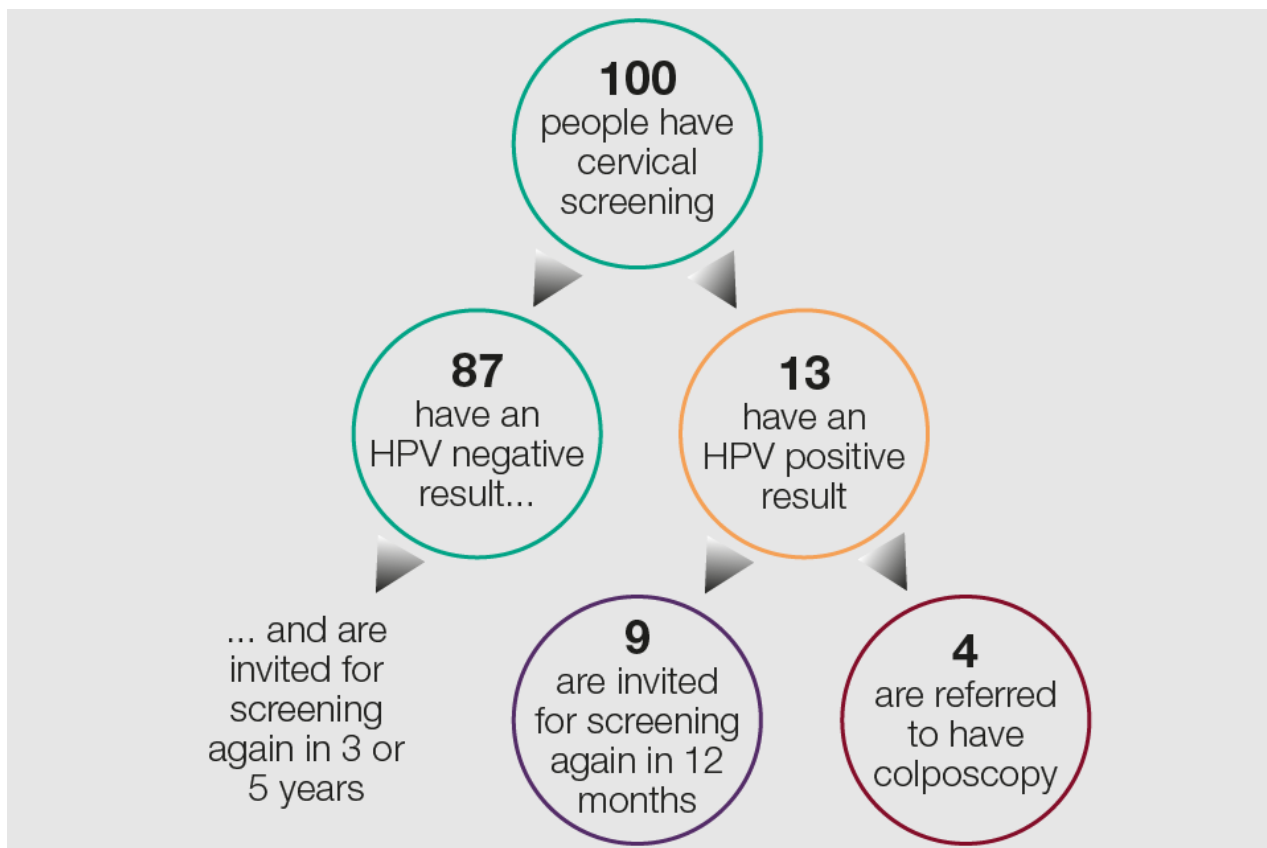 100
people have
cervical
screening
87
have an
HPV negative
result...
13
have an
HPV positive
result
... and are
invited for
screening
again in 3 or
5 years
9
are invited
for screening
again in 12
months
4
are referred
to have
colposcopy